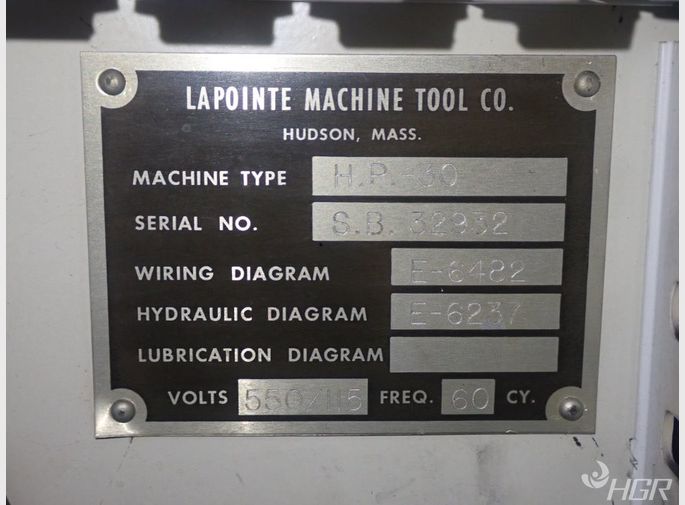 LAPOINTE MACHINE TOOL CO.
HUDSON, MASS.
MACHINE TYPE H.P.-30
SERIAL NO. S.B. 32932
WIRING DIAGRAM E-6482
HYDRAULIC DIAGRAM E-6237
LUBRICATION DIAGRAM
VOLTS 550/115 FREQ. 60 CY.
HGR